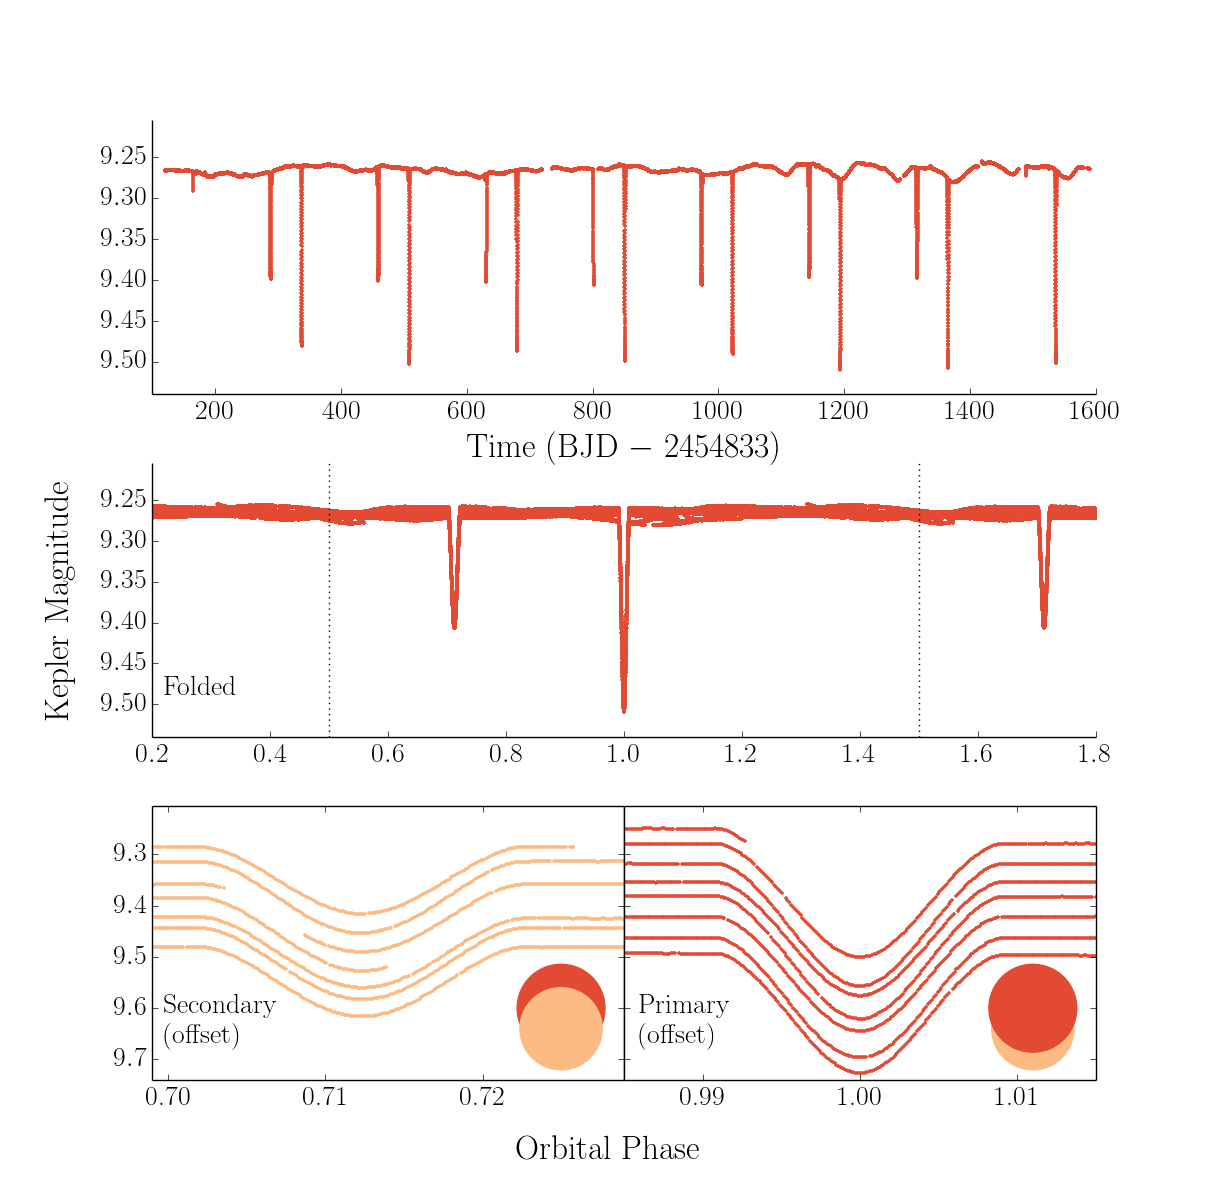 9.25
9.30
9.35
9.40
9.45
9.50
200 400 600 800 1000 1200 1400 1600
Time (BJD − 2454833)
Kepler Magnitude
9.25
9.30
9.35
9.40
9.45
9.50
Folded
0.2 0.4 0.6 0.8 1.0 1.2 1.4 1.6 1.8
9.3
9.4
9.5
9.6
9.7
Secondary
(offset)
Primary
(offset)
0.70 0.71 0.72 0.99 1.00 1.01
Orbital Phase